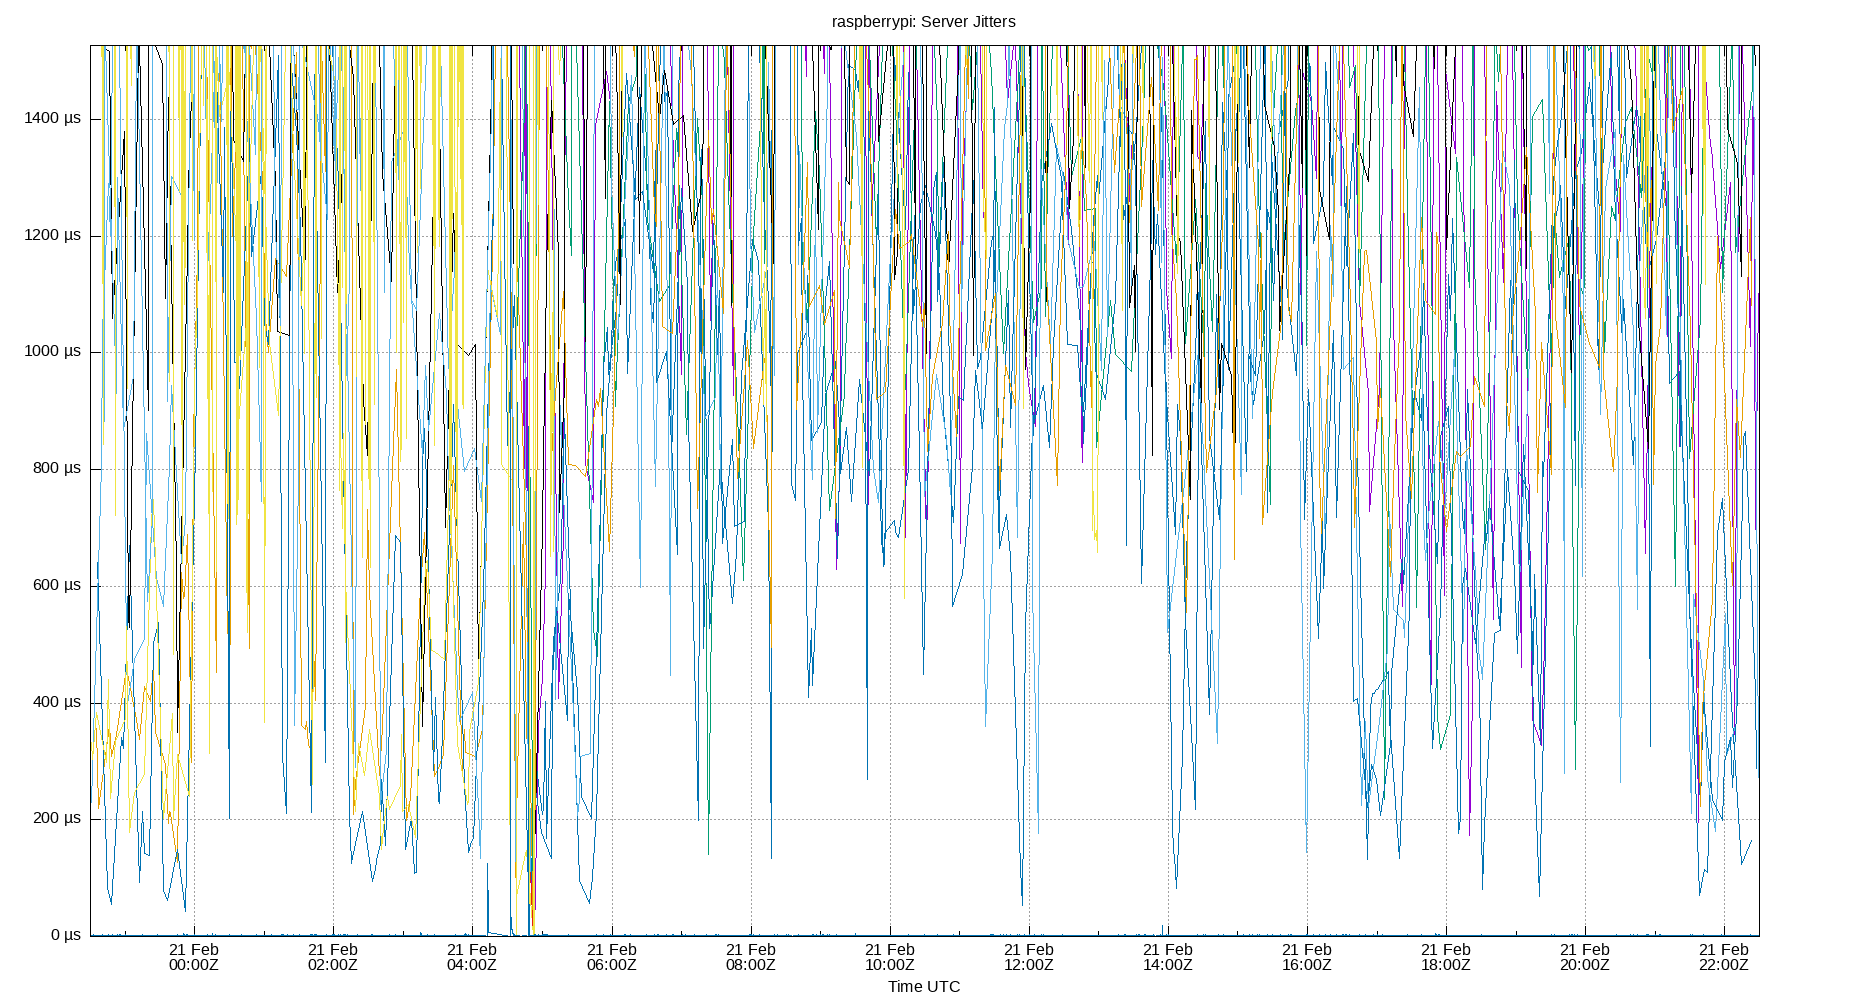 raspberrypi: Server Jitters
1400 µs
1200 µs
1000 µs
800 µs
600 µs
400 µs
200 µs
0 µs
21 Feb 21 Feb 21 Feb 21 Feb 21 Feb 21 Feb 21 Feb 21 Feb 21 Feb 21 Feb 21 Feb 21 Feb
00:00Z 02:00Z 04:00Z 06:00Z 08:00Z 10:00Z 12:00Z 14:00Z 16:00Z 18:00Z 20:00Z 22:00Z
Time UTC